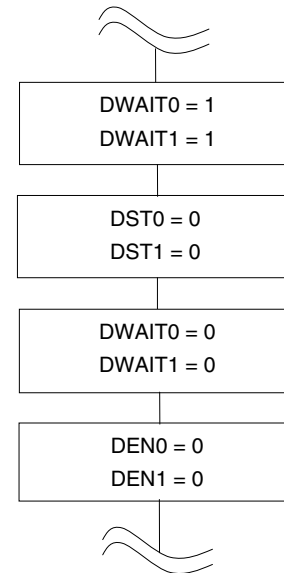 DWAIT0 = 1
DWAIT1 = 1
DST0 = 0
DST1 = 0
DWAIT0 = 0
DWAIT1 = 0
DEN0 = 0
DEN1 = 0